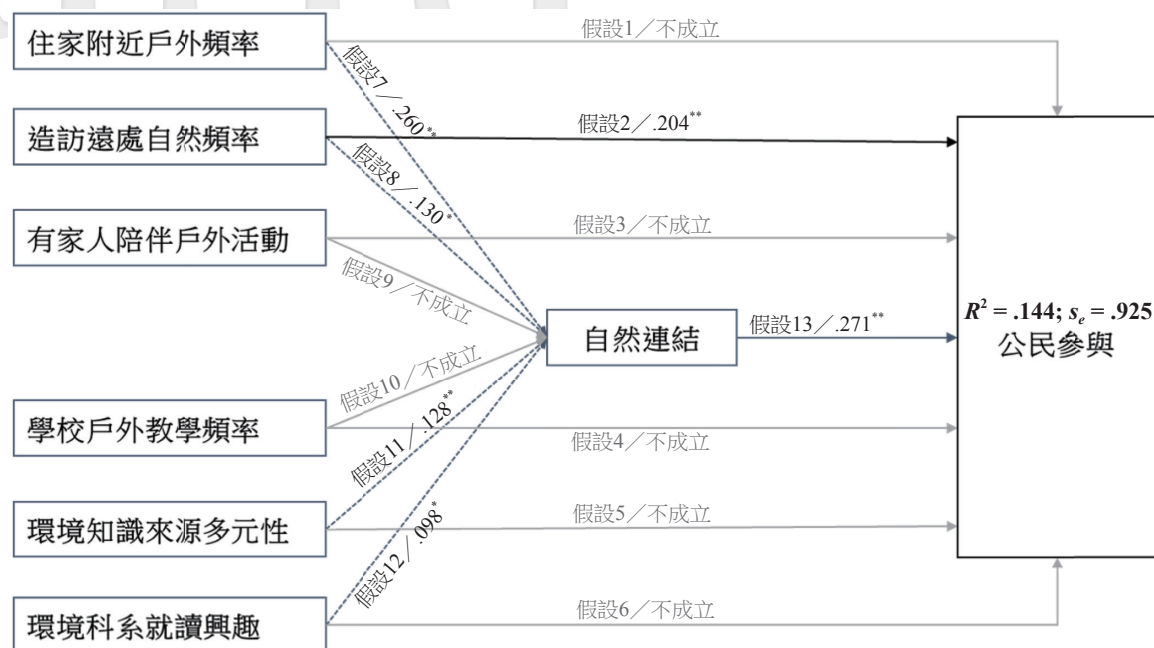 住家附近戶外頻率
假設1／不成立
假設7／.260**
造訪遠處自然頻率
假設2／.204**
假設8／.130*
有家人陪伴戶外活動
假設3／不成立
假設9／不成立
自然連結
假設13／.271**
R² = .144; sₑ = .925
公民參與
假設10／不成立
學校戶外教學頻率
假設4／不成立
假設11／.128**
環境知識來源多元性
假設5／不成立
假設12／.098*
環境科系就讀興趣
假設6／不成立